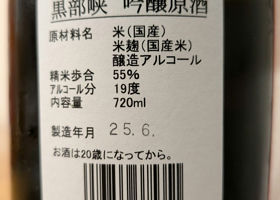 黒部峡 吟醸原酒
原材料名 米(国産)
米麹(国産米)
醸造アルコール
精米歩合 55%
アルコール分 19度
内容量 720ml
製造年月 25.6.
お酒は20歳になってから。